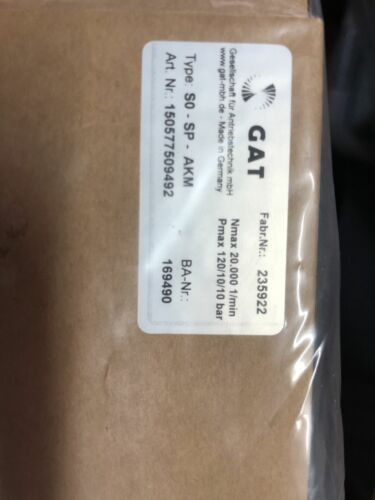 GAT
Gesellschaft für Antriebstechnik mbH
www.gat-mbh.de - Made in Germany
Type: S0 - SP - AKM
Art. Nr.: 150577509492
Fabr.Nr.: 235922
Nmax 20.000 1/min
Pmax 120/10/10 bar
BA-Nr.: 169490